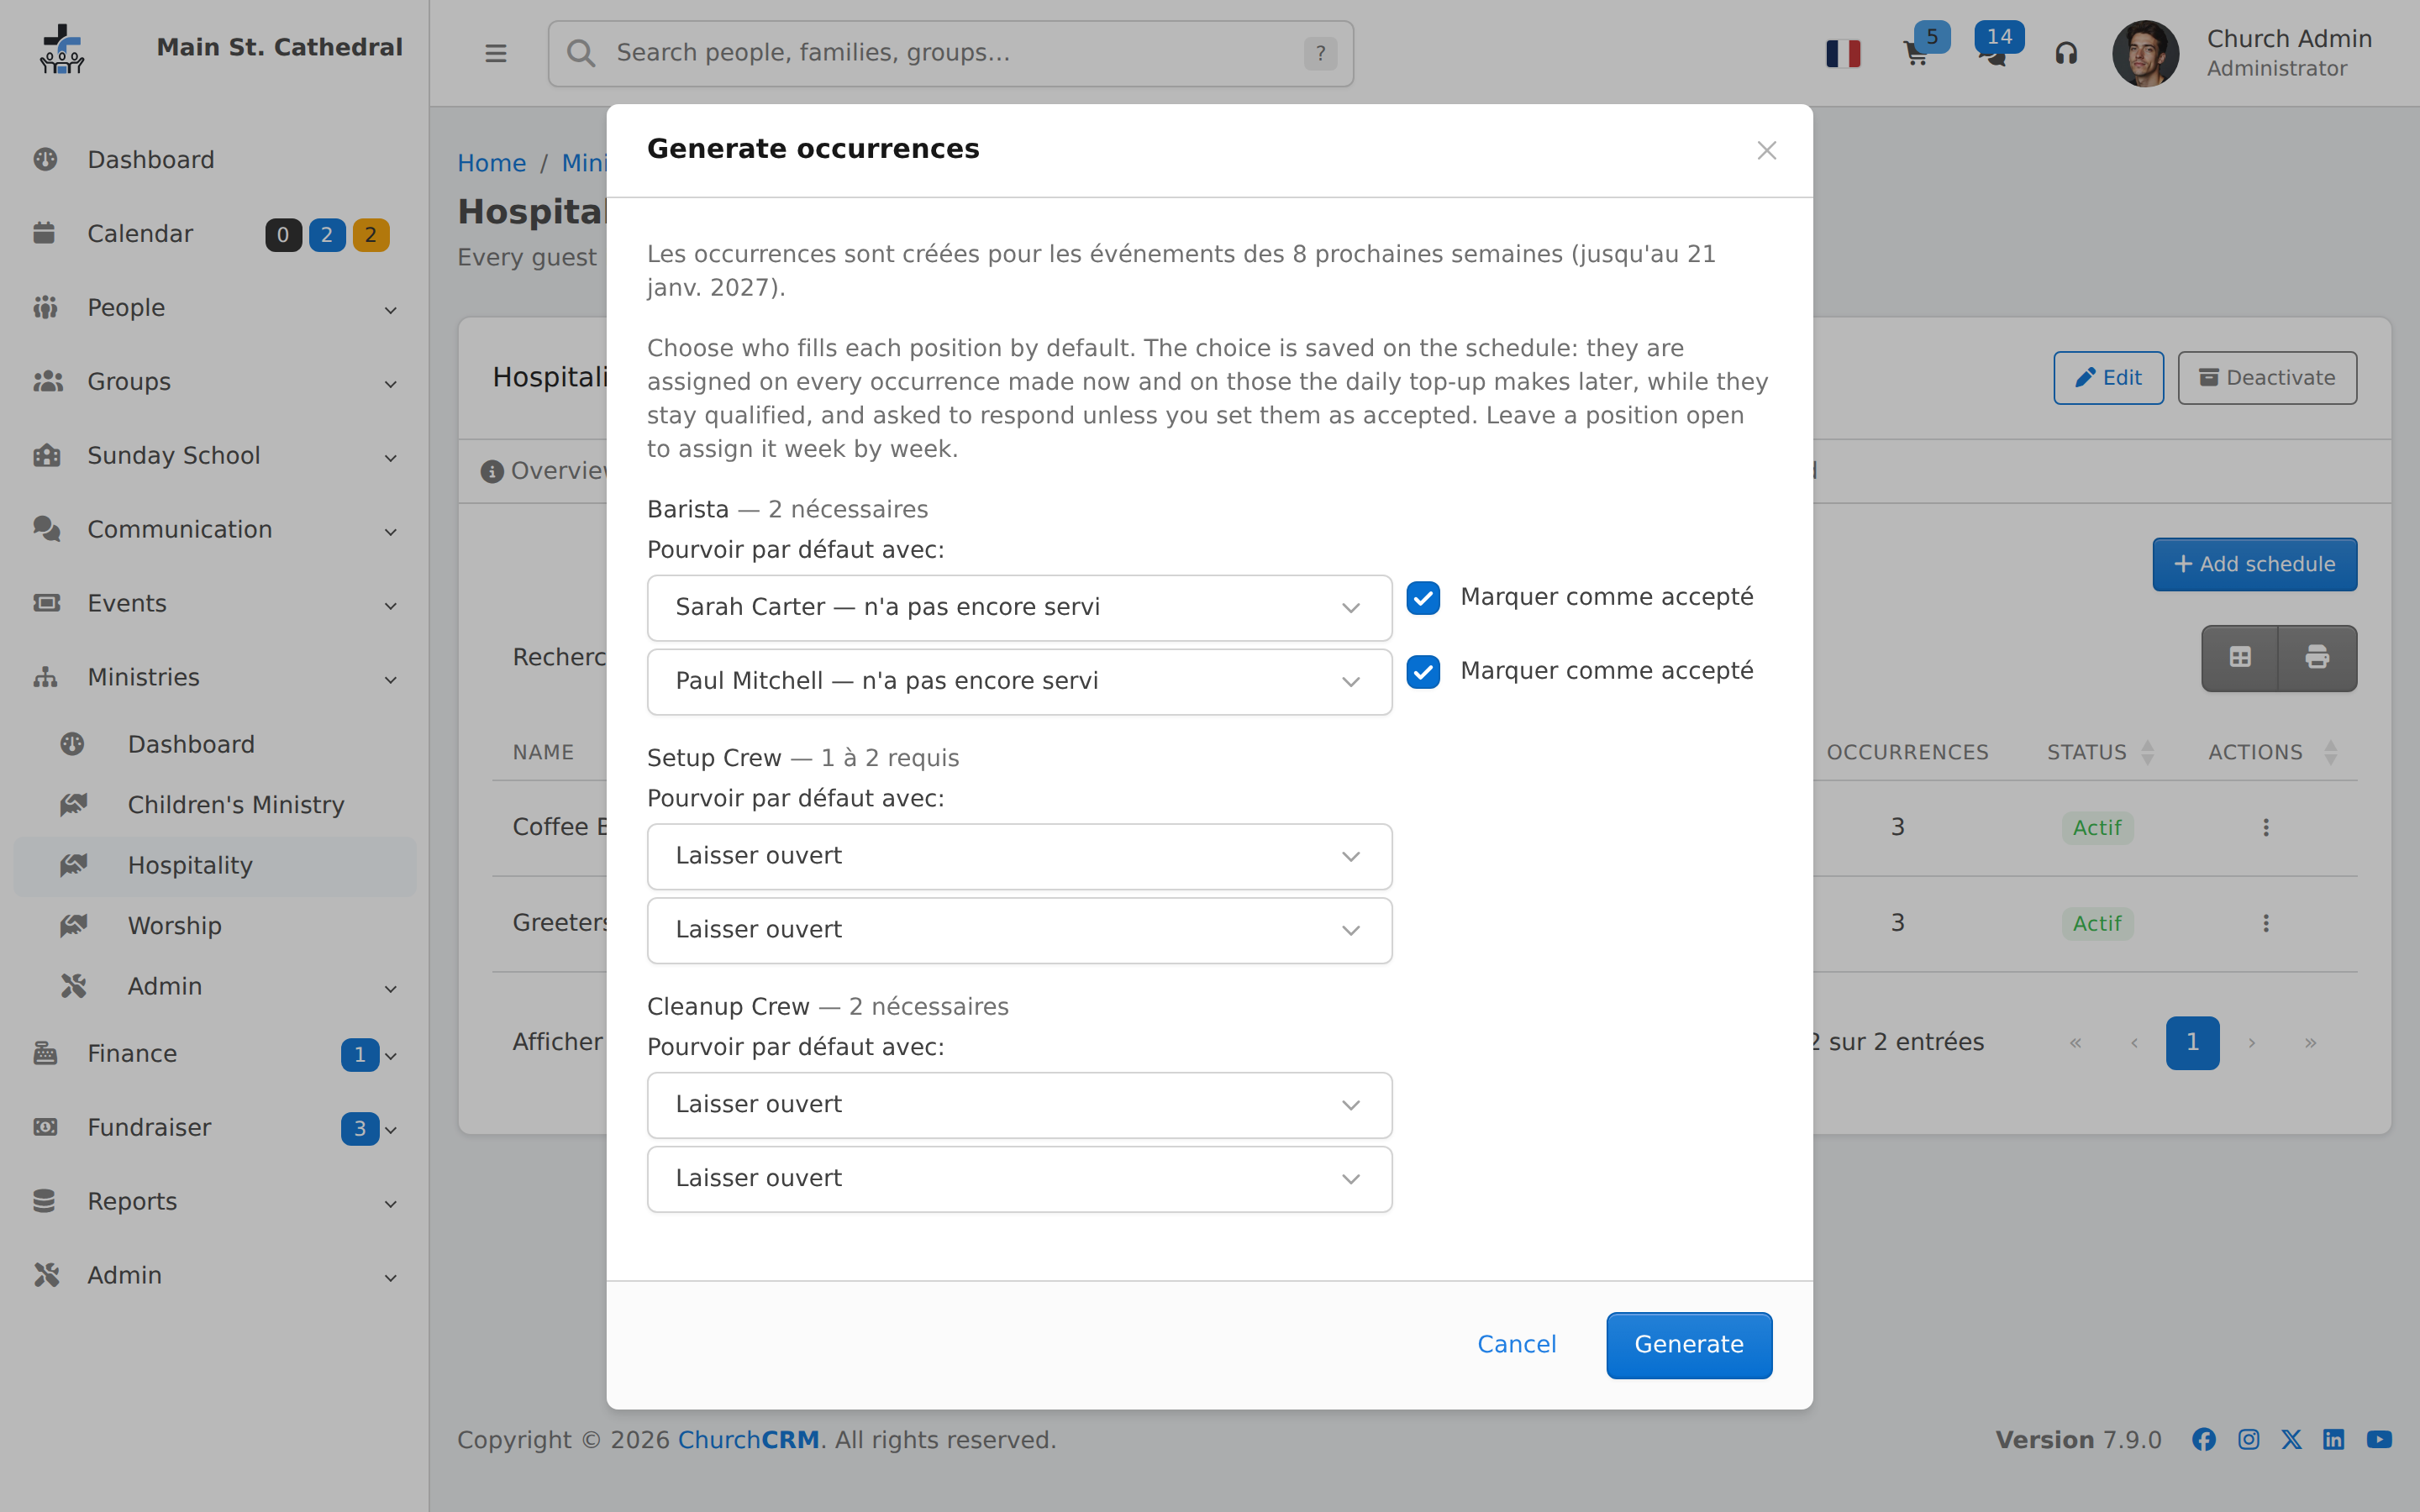 Main St. Cathedral
Search people, families, groups...
?
5
14
Church Admin
Administrator
Dashboard
Calendar
0
2
2
People
Groups
Sunday School
Communication
Events
Ministries
Dashboard
Children's Ministry
Hospitality
Worship
Admin
Finance
1
Fundraiser
3
Reports
Admin
Home / Mini
Hospital
Every guest
Hospitali
Edit
Deactivate
Overview
Add schedule
Recherc
NAME
OCCURRENCES
STATUS
ACTIONS
Coffee B
3
Actif
Greeters
3
Actif
Afficher
2 sur 2 entrées
«
‹
1
›
»
Generate occurrences
Les occurrences sont créées pour les événements des 8 prochaines semaines (jusqu'au 21
janv. 2027).
Choose who fills each position by default. The choice is saved on the schedule: they are
assigned on every occurrence made now and on those the daily top-up makes later, while they
stay qualified, and asked to respond unless you set them as accepted. Leave a position open
to assign it week by week.
Barista — 2 nécessaires
Pourvoir par défaut avec:
Sarah Carter — n'a pas encore servi
Marquer comme accepté
Paul Mitchell — n'a pas encore servi
Marquer comme accepté
Setup Crew — 1 à 2 requis
Pourvoir par défaut avec:
Laisser ouvert
Laisser ouvert
Cleanup Crew — 2 nécessaires
Pourvoir par défaut avec:
Laisser ouvert
Laisser ouvert
Cancel
Generate
Copyright © 2026 ChurchCRM. All rights reserved.
Version 7.9.0